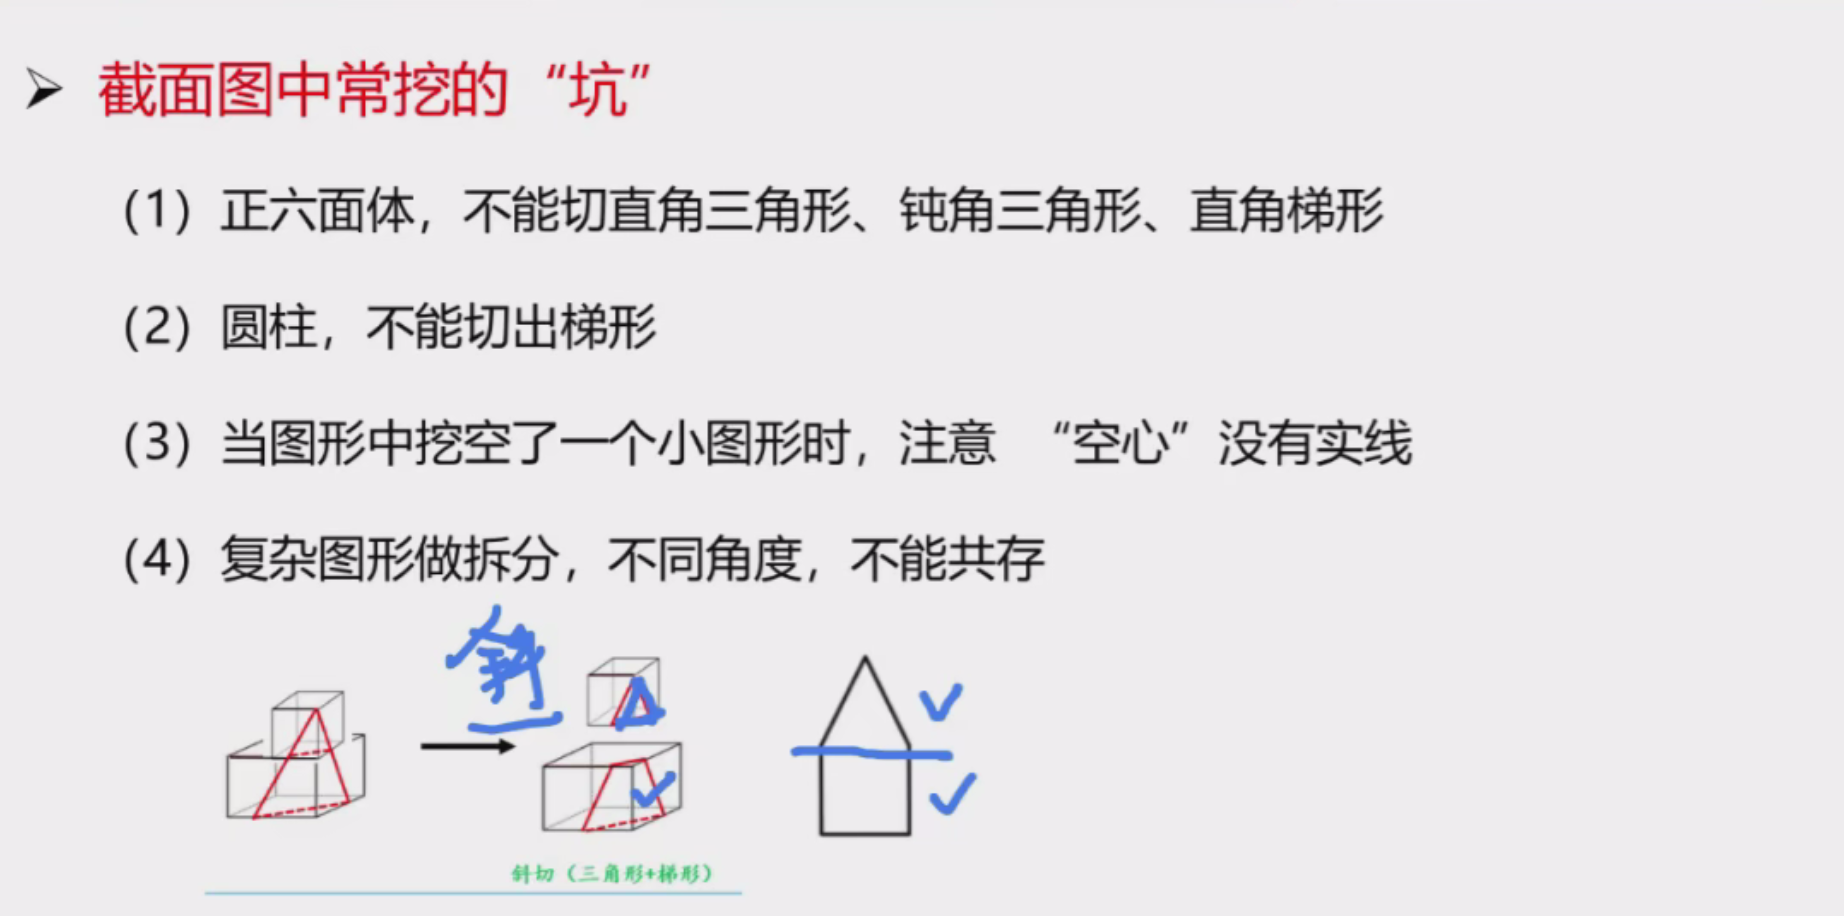 截面图中常挖的“坑”
（1）正六面体，不能切直角三角形、钝角三角形、直角梯形
（2）圆柱，不能切出梯形
（3）当图形中挖空了一个小图形时，注意 “空心”没有实线
（4）复杂图形做拆分，不同角度，不能共存
斜
斜切（三角形+梯形）